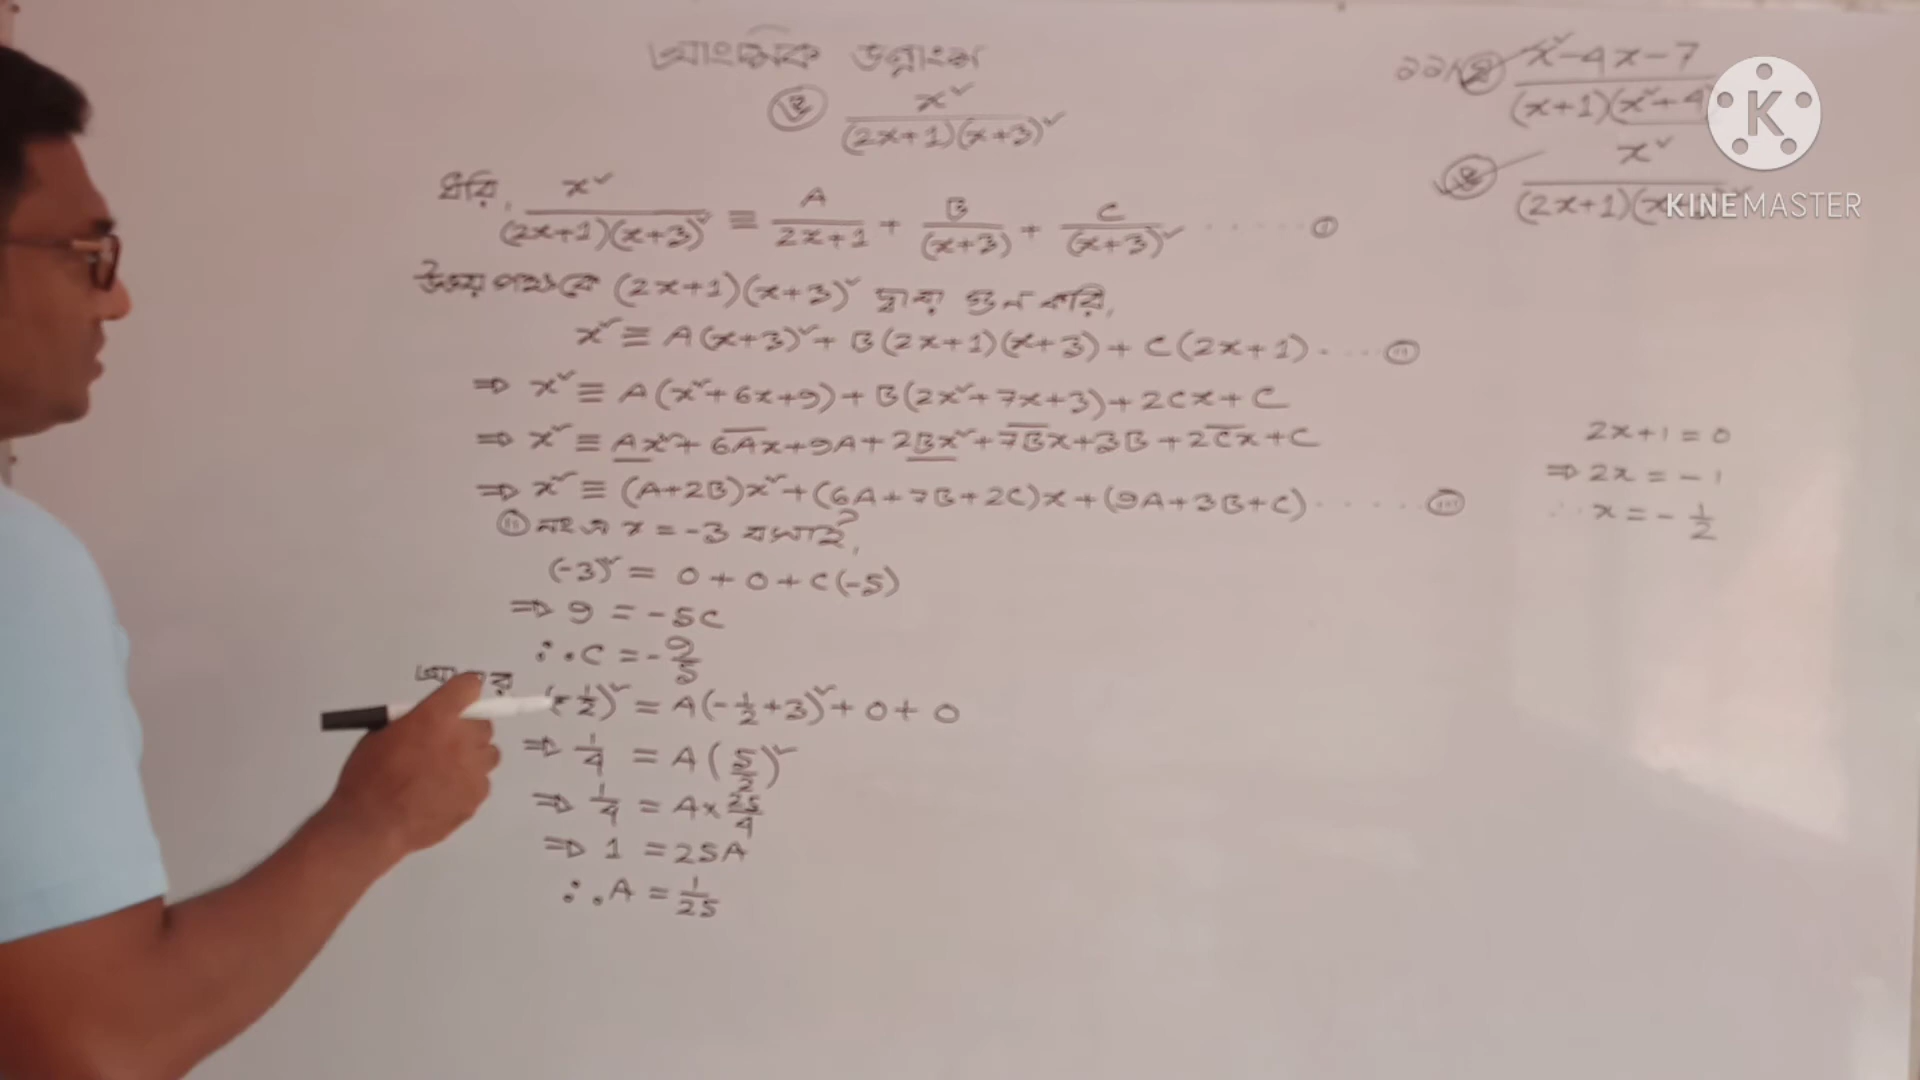 আংশিক ভগ্নাংশ
ঙ x² / (2x+1)(x+3)²
ধরি, x² / (2x+1)(x+3)² ≡ A / 2x+1 + B / (x+3) + C / (x+3)² ..... (i)
উভয়পক্ষকে (2x+1)(x+3)² দ্বারা গুন করি,
x² ≡ A(x+3)² + B(2x+1)(x+3) + C(2x+1) .... (ii)
⇒ x² ≡ A(x²+6x+9) + B(2x²+7x+3) + 2Cx + C
⇒ x² ≡ Ax² + 6Ax + 9A + 2Bx² + 7Bx + 3B + 2Cx + C
⇒ x² ≡ (A+2B)x² + (6A+7B+2C)x + (9A+3B+C) ..... (iii)
(ii) নং এ x = -3 বসাই,
(-3)² = 0 + 0 + C(-5)
⇒ 9 = -5C
∴ C = -9/5
(-1/2)² = A(-1/2+3)² + 0 + 0
⇒ 1/4 = A(5/2)²
⇒ 1/4 = A × 25/4
⇒ 1 = 25A
∴ A = 1/25
x²-4x-7 / (x+1)(x²+4)
x² / (2x+1)(x
2x+1 = 0
⇒ 2x = -1
∴ x = -1/2
K
KINEMASTER